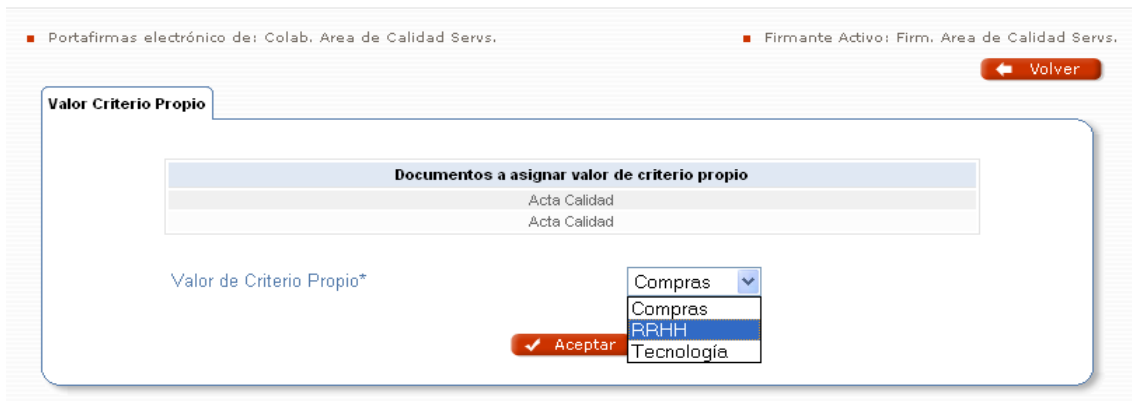 Portafirmas electrónico de: Colab. Area de Calidad Servs.
Firmante Activo: Firm. Area de Calidad Servs.
Volver
Valor Criterio Propio
Documentos a asignar valor de criterio propio
Acta Calidad
Acta Calidad
Valor de Criterio Propio*
Compras
Compras
RRHH
Aceptar
Tecnología